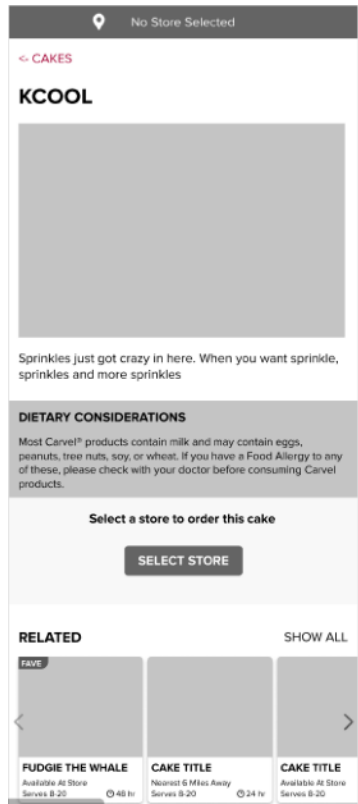 No Store Selected
<- CAKES
KCOOL
Sprinkles just got crazy in here. When you want sprinkle,
sprinkles and more sprinkles
DIETARY CONSIDERATIONS
Most Carvel® products contain milk and may contain eggs,
peanuts, tree nuts, soy, or wheat. If you have a Food Allergy to any
of these, please check with your doctor before consuming Carvel
products.
Select a store to order this cake
SELECT STORE
RELATED
SHOW ALL
FAVE
FUDGIE THE WHALE
Available At Store
Serves 8-20
48 hr
CAKE TITLE
Nearest 6 Miles Away
Serves 8-20
24 hr
CAKE TITLE
Available At Store
Serves 8-20